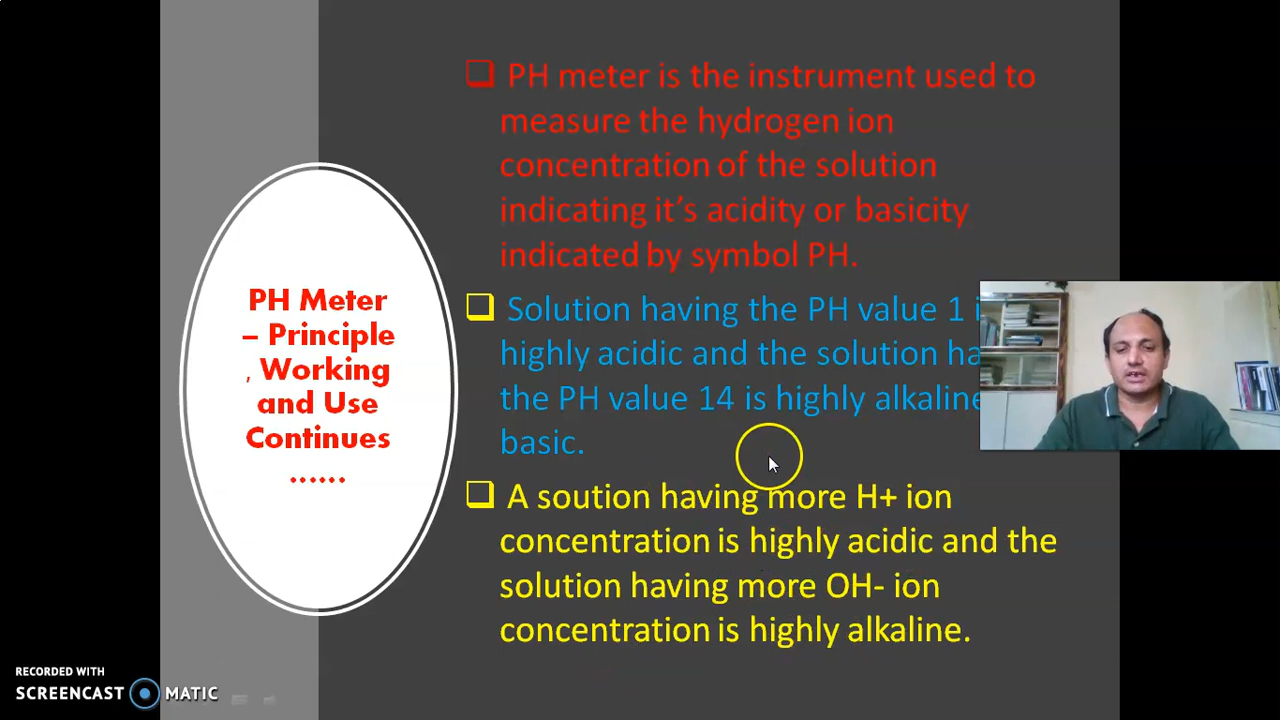 PH Meter
– Principle
, Working
and Use
Continues
......
PH meter is the instrument used to
measure the hydrogen ion
concentration of the solution
indicating it's acidity or basicity
indicated by symbol PH.
Solution having the PH value 1
highly acidic and the solution
the PH value 14 is highly alkaline
basic.
A soution having more H+ ion
concentration is highly acidic and the
solution having more OH- ion
concentration is highly alkaline.
RECORDED WITH
SCREENCAST MATIC